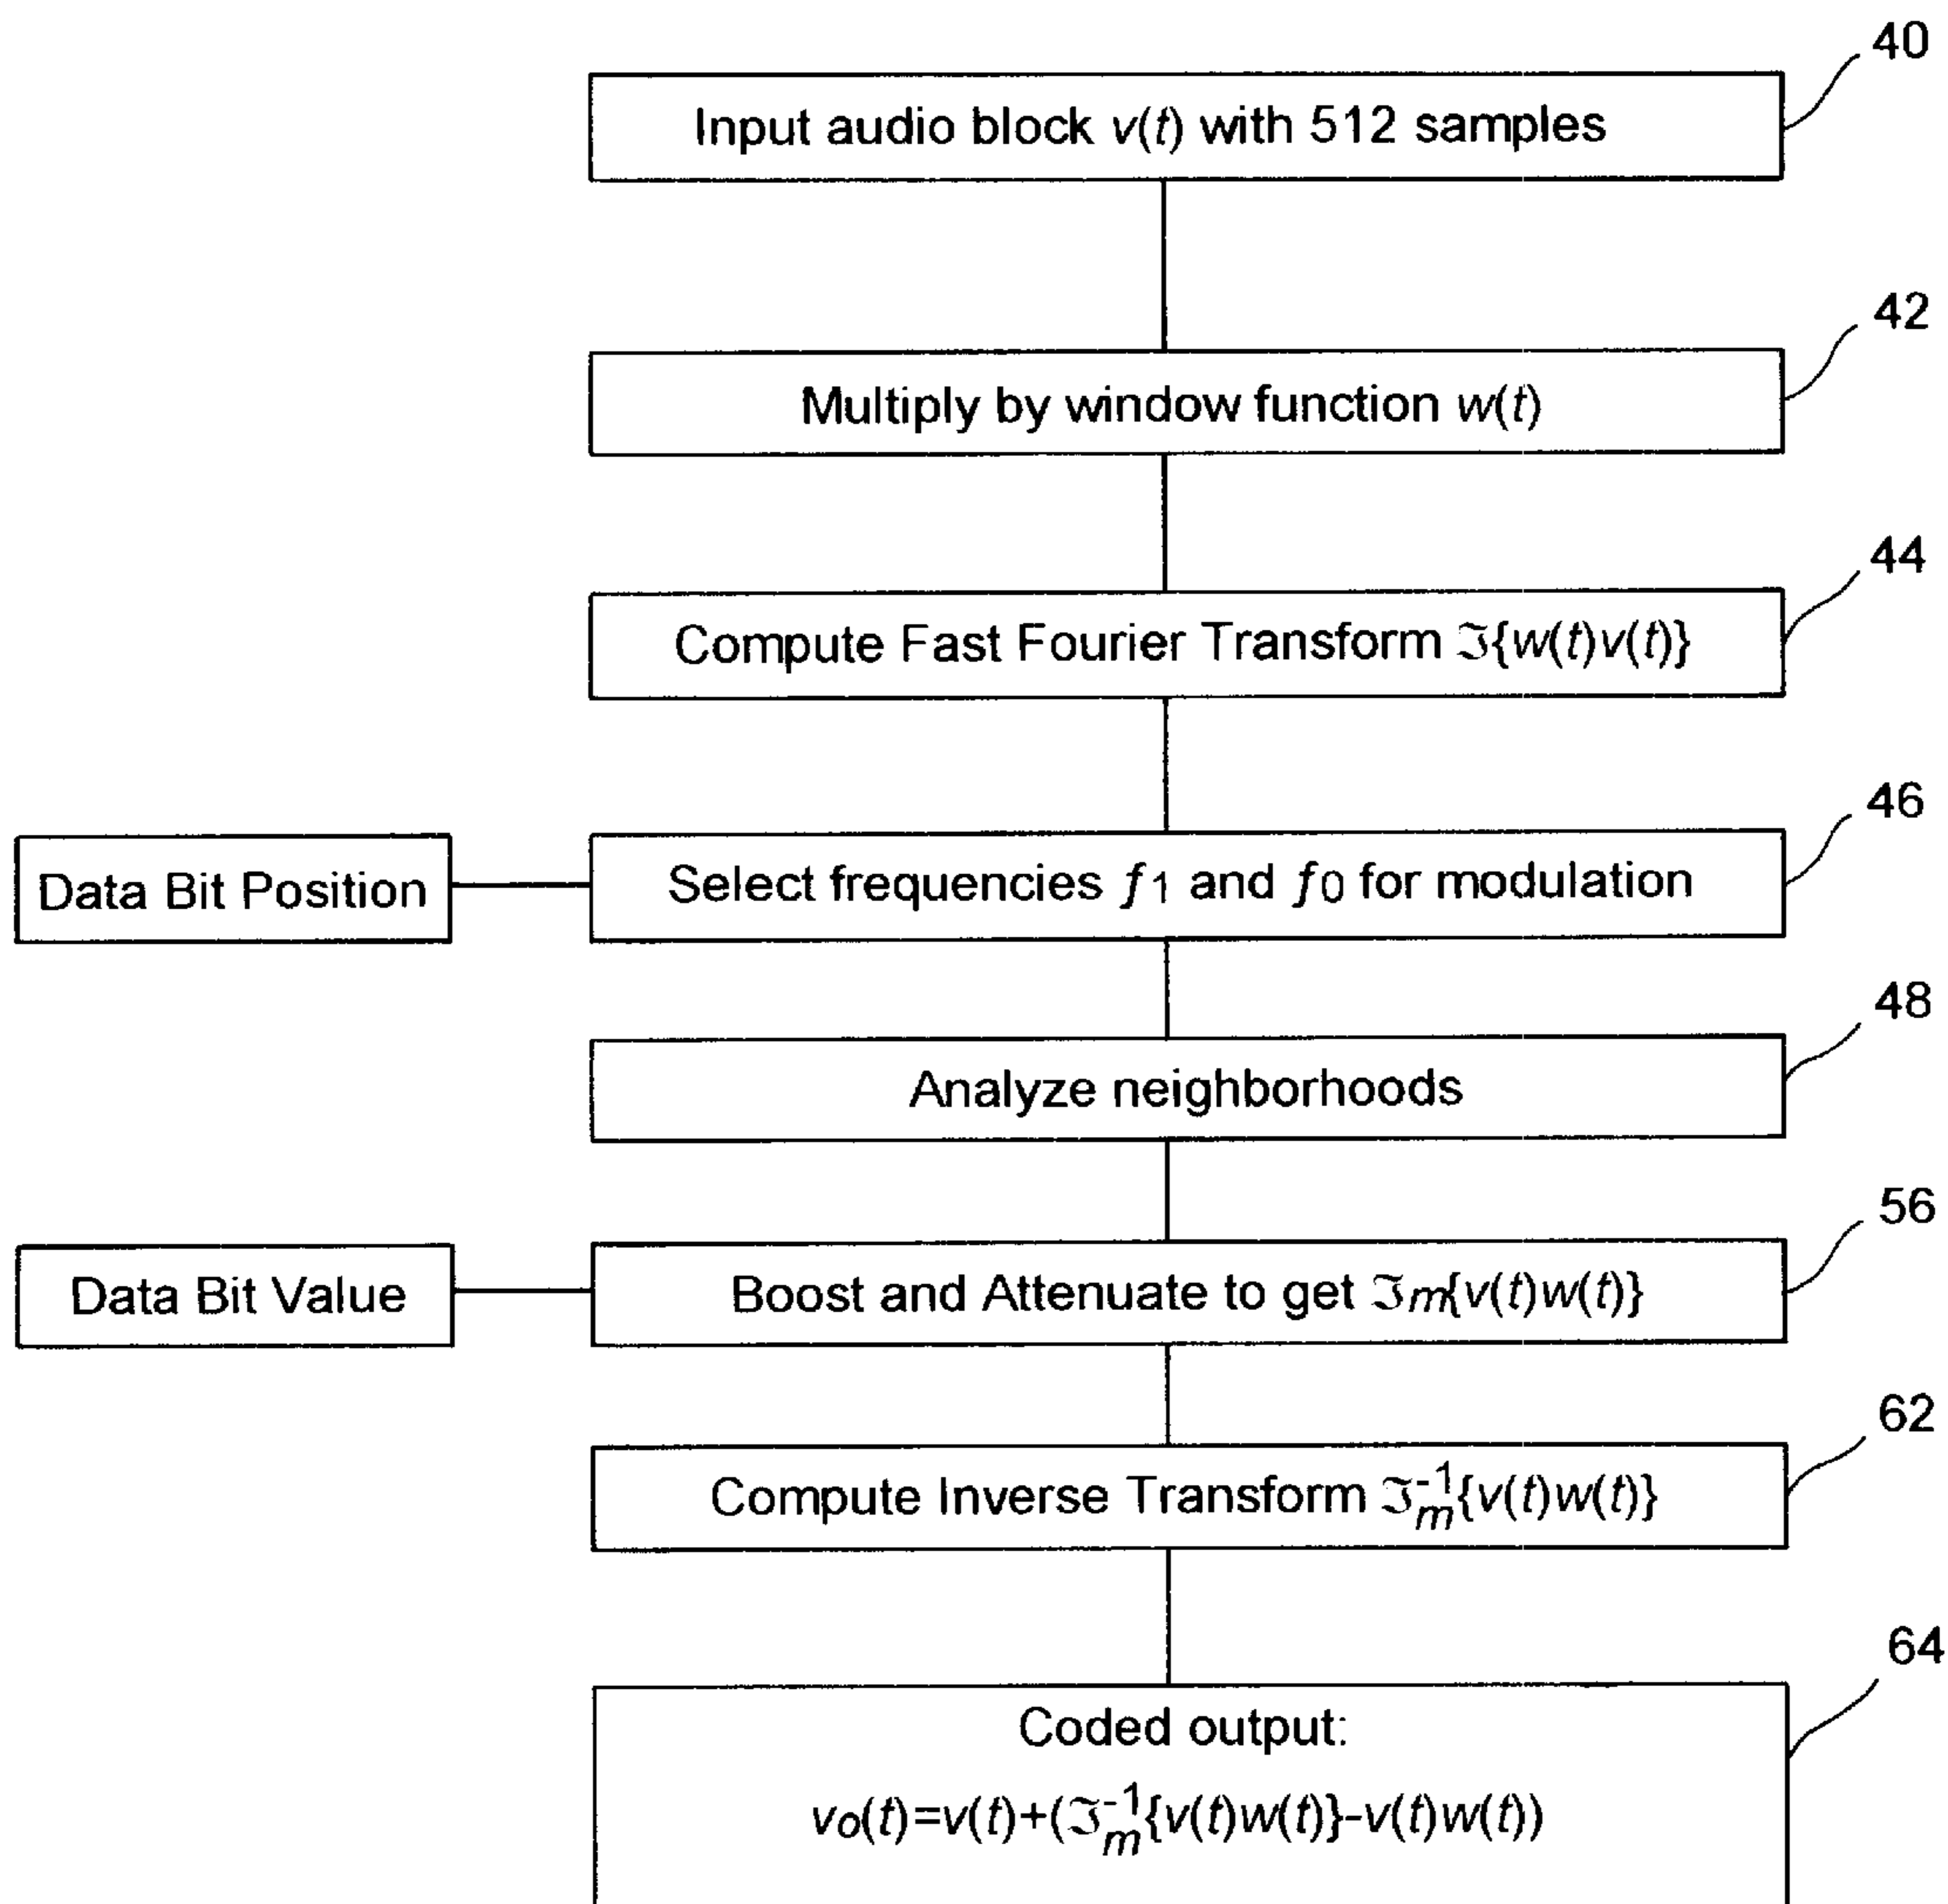 40
Input audio block v(t) with 512 samples
42
Multiply by window function w(t)
44
Compute Fast Fourier Transform ℑ{w(t)v(t)}
46
Data Bit Position
Select frequencies f1 and f0 for modulation
48
Analyze neighborhoods
56
Data Bit Value
Boost and Attenuate to get ℑm{v(t)w(t)}
62
Compute Inverse Transform ℑ_m^-1{v(t)w(t)}
64
Coded output:
vo(t)=v(t)+(ℑ_m^-1{v(t)w(t)}-v(t)w(t))